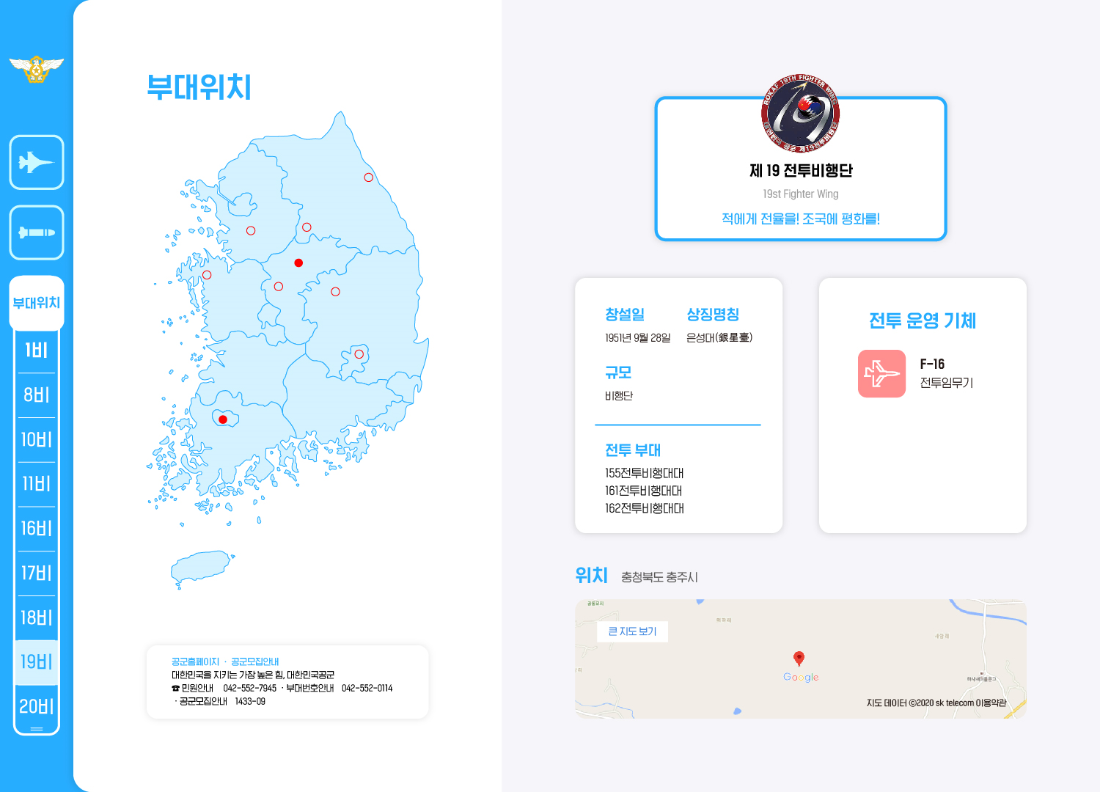 부대위치
1비
8비
10비
11비
16비
17비
18비
19비
20비
부대위치
공군홈페이지 · 공군모집안내
대한민국을 지키는 가장 높은 힘, 대한민국공군
☎ 민원안내 042-552-7945 · 부대번호안내 042-552-0114
· 공군모집안내 1433-09
ROKAF 19TH FIGHTER WING
제 19 전투비행단
19st Fighter Wing
적에게 전율을! 조국에 평화를!
창설일 상징명칭
1951년 9월 28일 은성대(銀星臺)
규모
비행단
전투 부대
155전투비행대대
161전투비행대대
162전투비행대대
전투 운영 기체
F-16
전투임무기
위치 충청북도 충주시
큰 지도 보기
Google
지도 데이터 ©2020 sk telecom 이용약관